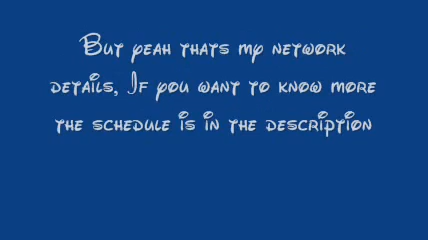 But yeah thats my network
details, If you want to know more
the schedule is in the description